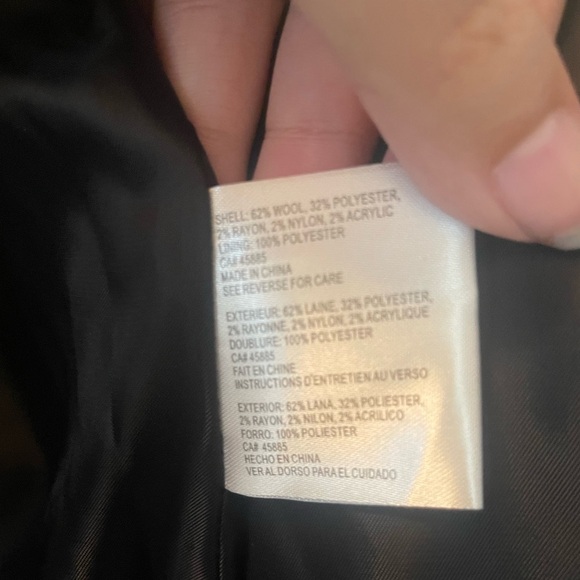 SHELL: 62% WOOL, 32% POLYESTER,
2% RAYON, 2% NYLON, 2% ACRYLIC
LINING: 100% POLYESTER
CA# 45885
MADE IN CHINA
SEE REVERSE FOR CARE
EXTERIEUR: 62% LAINE, 32% POLYESTER,
2% RAYONNE, 2% NYLON, 2% ACRYLIQUE
DOUBLURE: 100% POLYESTER
CA# 45885
FAIT EN CHINE
INSTRUCTIONS D'ENTRETIEN AU VERSO
EXTERIOR: 62% LANA, 32% POLIESTER,
2% RAYON, 2% NILON, 2% ACRILICO
FORRO: 100% POLIESTER
CA# 45885
HECHO EN CHINA
VER AL DORSO PARA EL CUIDADO